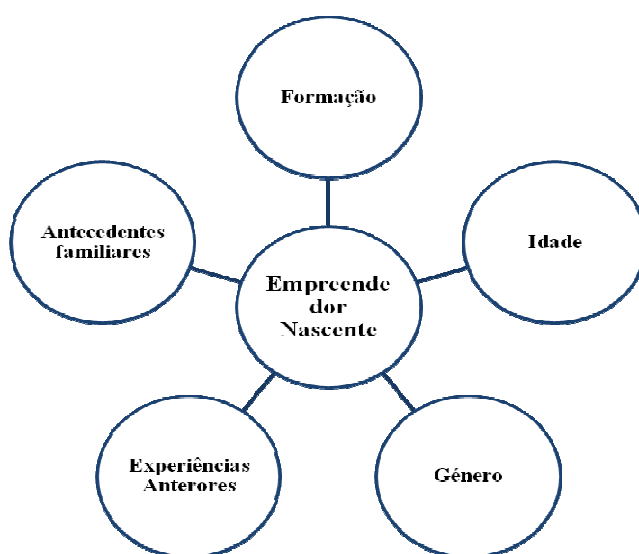 Formação
Antecedentes
familiares
Idade
Empreende
dor
Nascente
Experiências
Anterores
Género